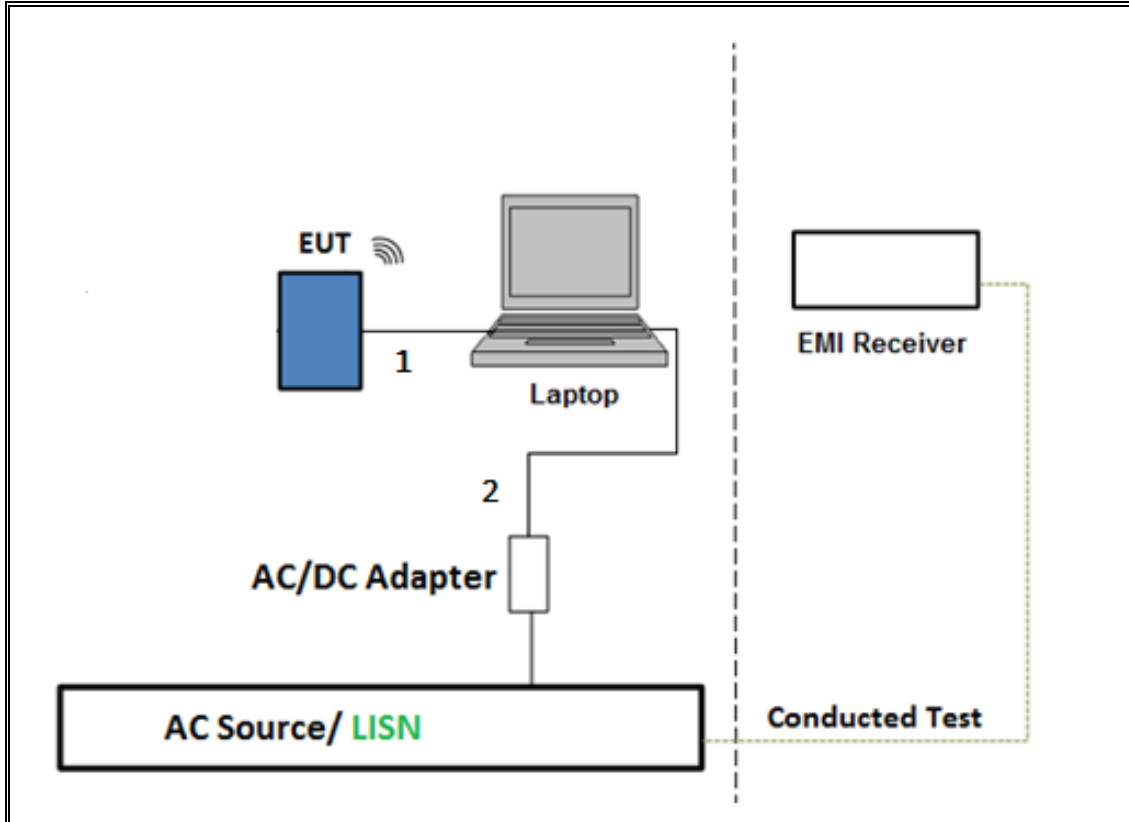 EUT
1
Laptop
EMI Receiver
2
AC/DC Adapter
AC Source/ LISN
Conducted Test